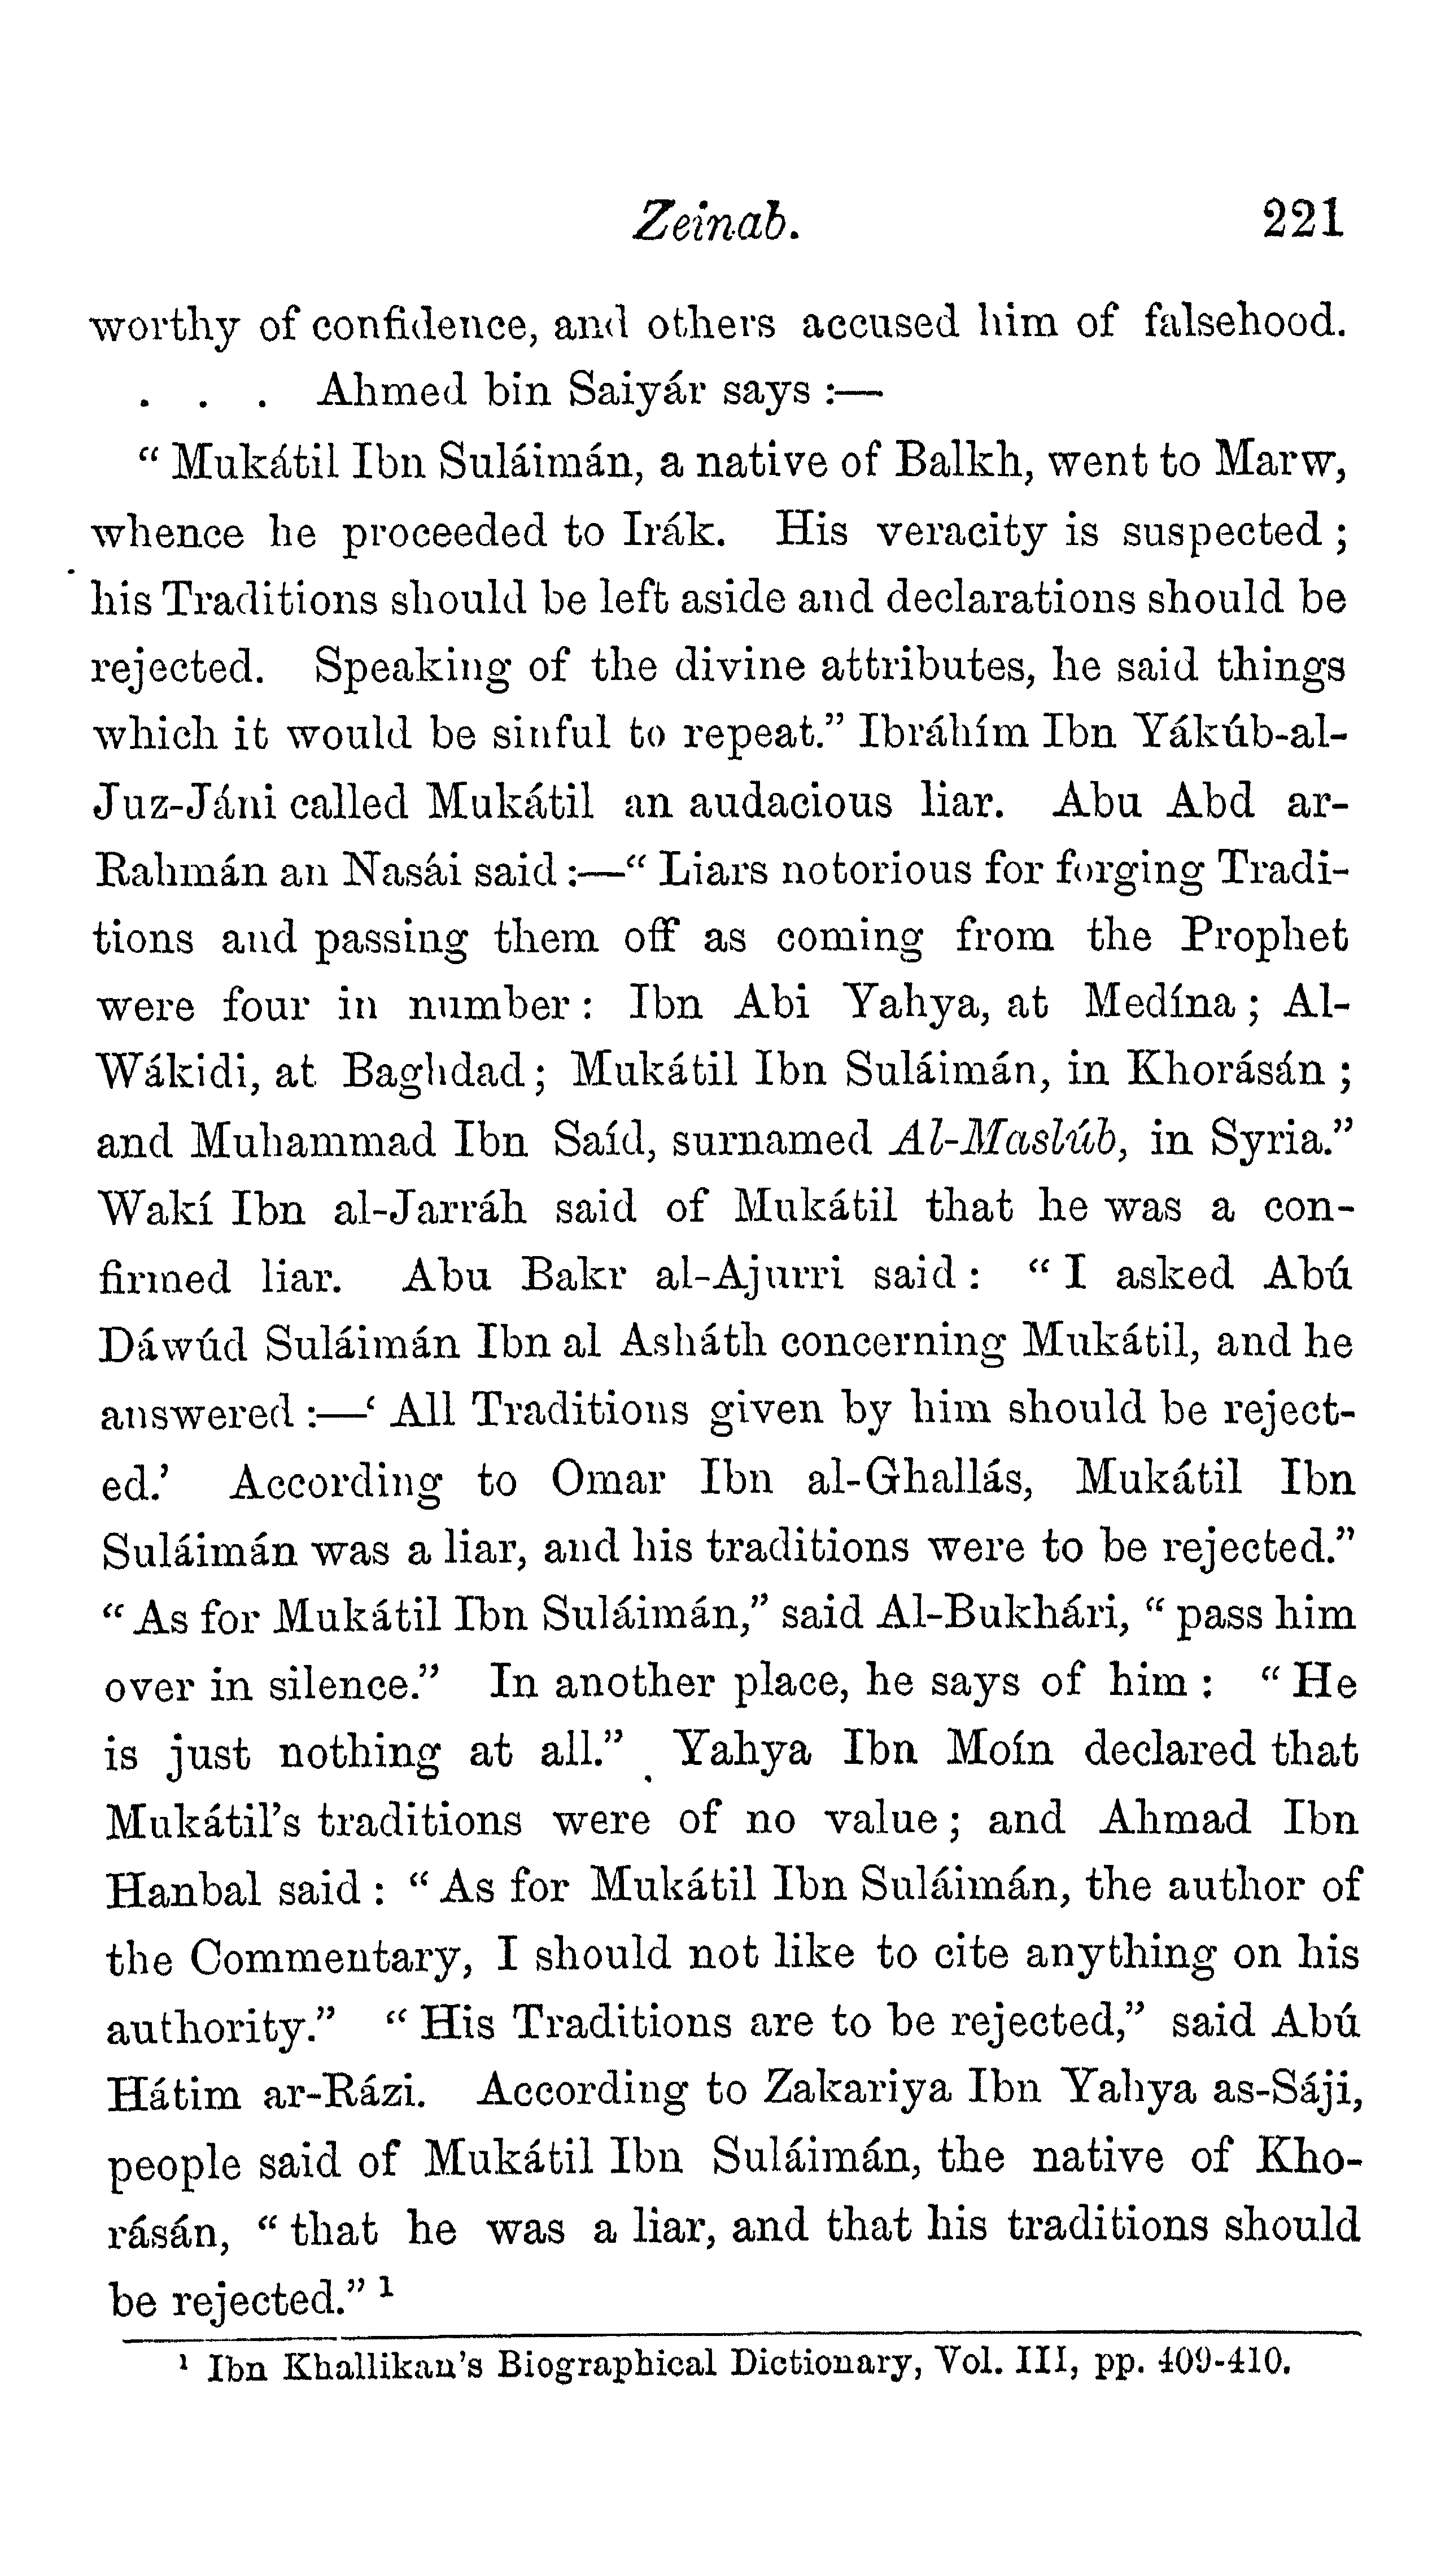 Zeinab. 221
worthy of confidence, and others accused him of falsehood.
. . . Ahmed bin Saiyár says :—
“ Mukátil Ibn Suláimán, a native of Balkh, went to Marw,
whence he proceeded to Irák. His veracity is suspected ;
his Traditions should be left aside and declarations should be
rejected. Speaking of the divine attributes, he said things
which it would be sinful to repeat.” Ibráhím Ibn Yákúb-al-
Juz-Jáni called Mukátil an audacious liar. Abu Abd ar-
Rahmán an Nasái said :—“ Liars notorious for forging Tradi-
tions and passing them off as coming from the Prophet
were four in number : Ibn Abi Yahya, at Medína ; Al-
Wákidi, at Baghdad ; Mukátil Ibn Suláimán, in Khorásán ;
and Muhammad Ibn Saíd, surnamed Al-Maslúb, in Syria.”
Wakí Ibn al-Jarráh said of Mukátil that he was a con-
firmed liar. Abu Bakr al-Ajurri said : “ I asked Abú
Dáwúd Suláimán Ibn al Asháth concerning Mukátil, and he
answered :—‘ All Traditions given by him should be reject-
ed.’ According to Omar Ibn al-Ghallás, Mukátil Ibn
Suláimán was a liar, and his traditions were to be rejected.”
“ As for Mukátil Ibn Suláimán,” said Al-Bukhári, “ pass him
over in silence.” In another place, he says of him : “ He
is just nothing at all.” Yahya Ibn Moín declared that
Mukátil’s traditions were of no value ; and Ahmad Ibn
Hanbal said : “ As for Mukátil Ibn Suláimán, the author of
the Commentary, I should not like to cite anything on his
authority.” “ His Traditions are to be rejected,” said Abú
Hátim ar-Rázi. According to Zakariya Ibn Yahya as-Sáji,
people said of Mukátil Ibn Suláimán, the native of Kho-
rásán, “ that he was a liar, and that his traditions should
be rejected.” 1
1 Ibn Khallikan’s Biographical Dictionary, Vol. III, pp. 409-410.